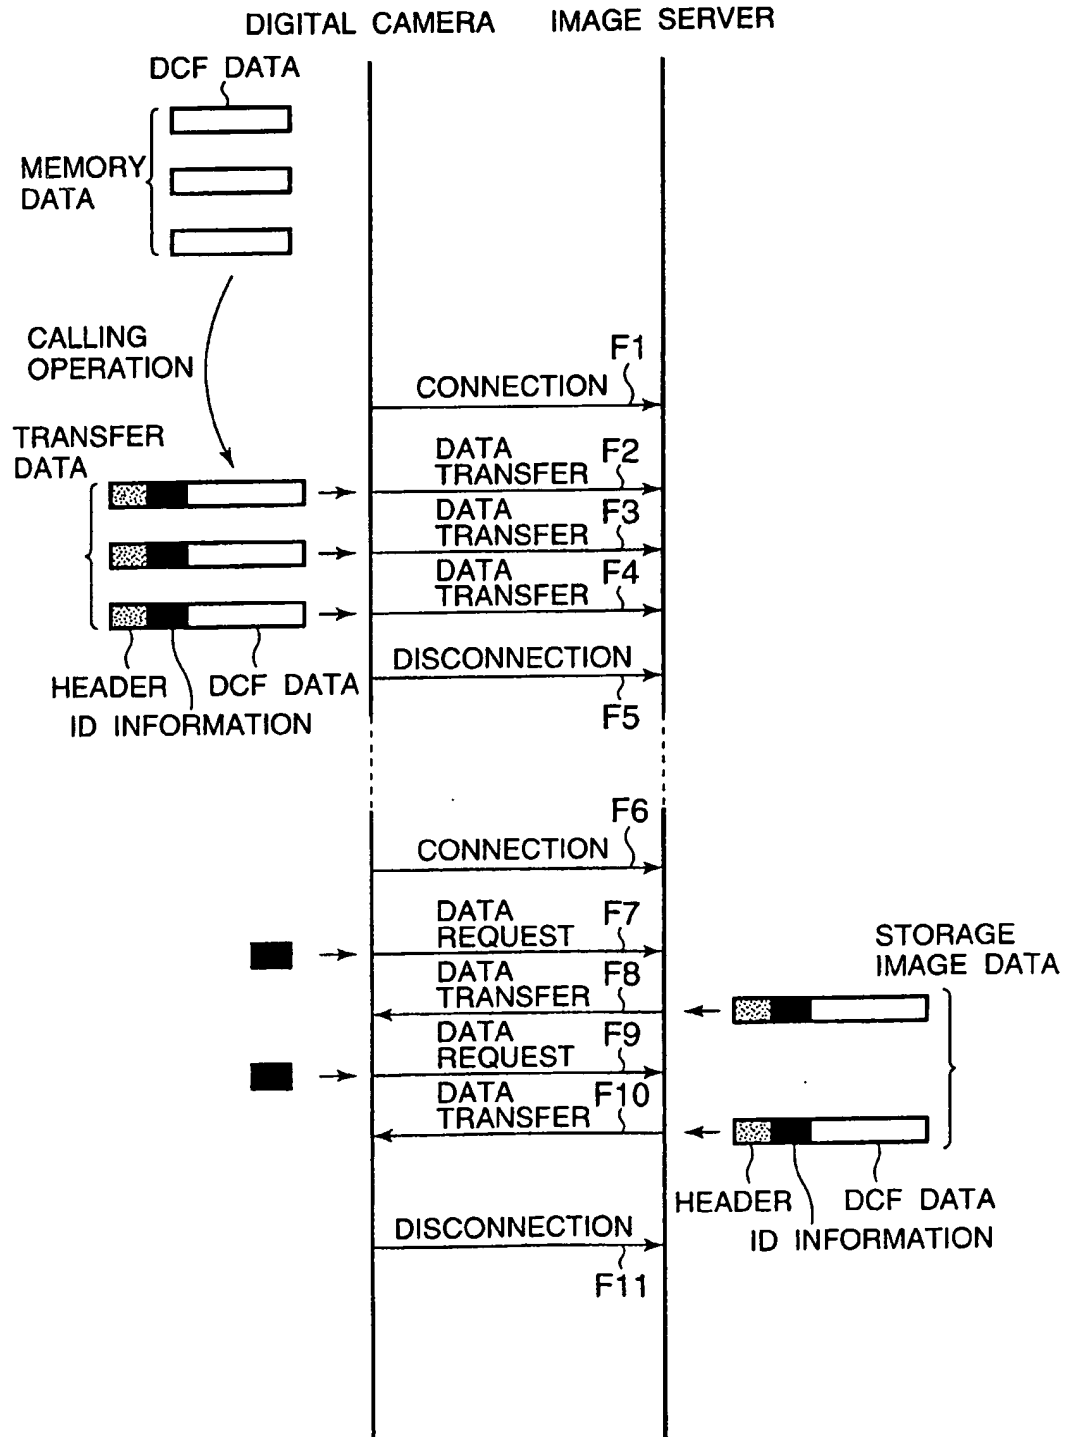 DIGITAL CAMERA
IMAGE SERVER
DCF DATA
MEMORY
DATA
CALLING
OPERATION
F1
CONNECTION
TRANSFER
DATA
DATA
TRANSFER
F2
DATA
TRANSFER
F3
DATA
TRANSFER
F4
DISCONNECTION
HEADER
DCF DATA
ID INFORMATION
F5
F6
CONNECTION
DATA
REQUEST
F7
STORAGE
IMAGE DATA
DATA
TRANSFER
F8
DATA
REQUEST
F9
DATA
TRANSFER
F10
HEADER
DCF DATA
ID INFORMATION
DISCONNECTION
F11